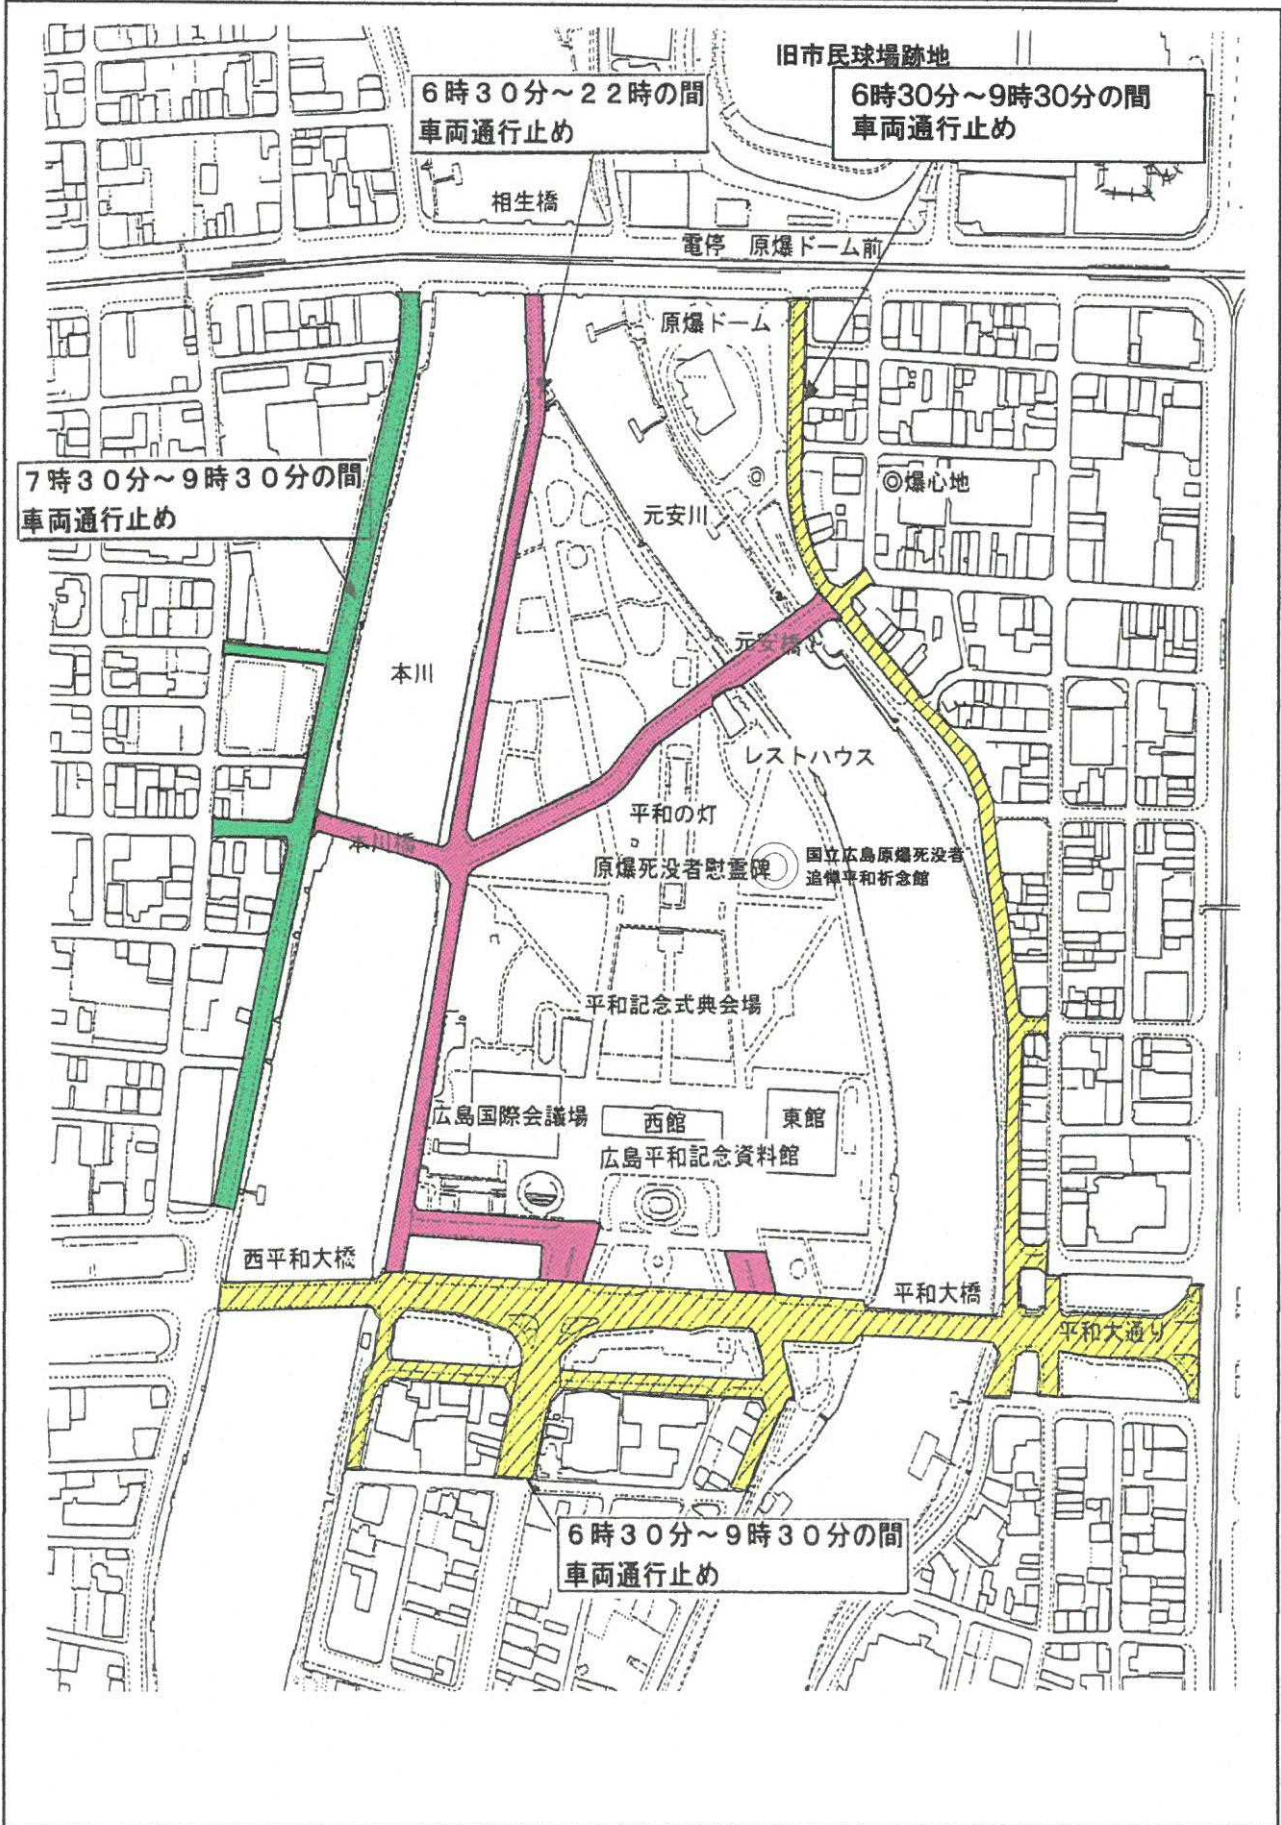 旧市民球場跡地
6時30分～22時の間
車両通行止め
6時30分～9時30分の間
車両通行止め
相生橋
電停　原爆ドーム前
原爆ドーム
7時30分～9時30分の間
車両通行止め
◎爆心地
元安川
元安橋
本川
レストハウス
平和の灯
本川橋
原爆死没者慰霊碑
国立広島原爆死没者
追悼平和祈念館
平和記念式典会場
広島国際会議場
西館
東館
広島平和記念資料館
西平和大橋
平和大橋
平和大通り
6時30分～9時30分の間
車両通行止め